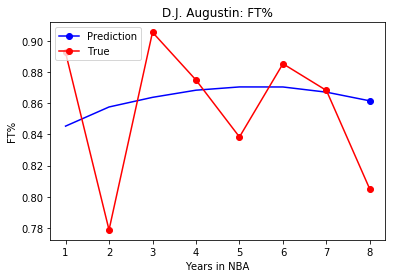 D.J. Augustin: FT%
Prediction
True
0.90
0.88
0.86
0.84
0.82
0.80
0.78
FT%
1 2 3 4 5 6 7 8
Years in NBA